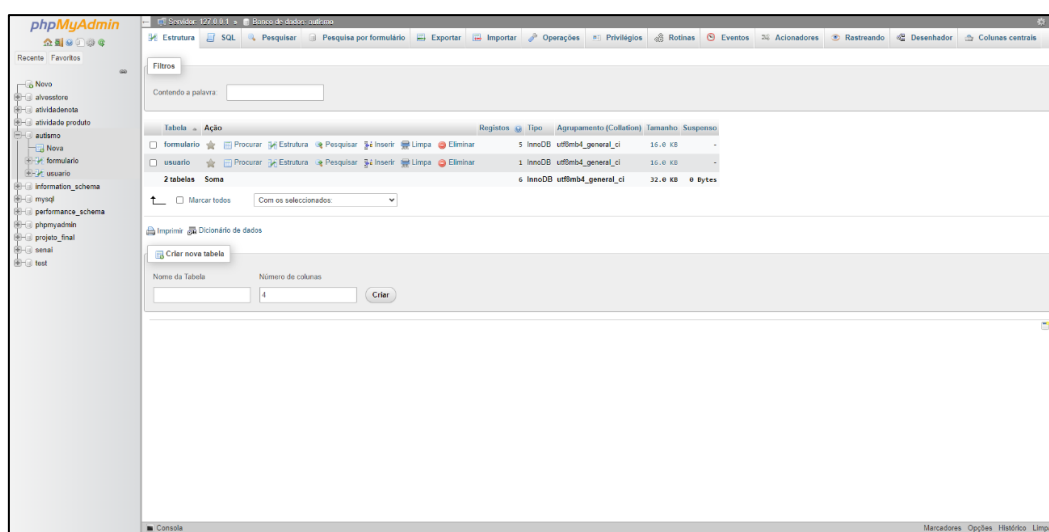 phpMyAdmin
Recente Favoritos
Novo
alvesstore
atividadenota
atividade produto
autismo
Nova
formulario
usuario
information_schema
mysql
performance_schema
phpmyadmin
projeto_final
senai
test
Servidor: 127.0.0.1 » Banco de dados: autismo
Estrutura SQL Pesquisar Pesquisa por formulário Exportar Importar Operações Privilégios Rotinas Eventos Acionadores Rastreando Desenhador Colunas centrais
Filtros
Contendo a palavra:
Tabela Ação Registos Tipo Agrupamento (Collation) Tamanho Suspenso
formulario Procurar Estrutura Pesquisar Inserir Limpa Eliminar 5 InnoDB utf8mb4_general_ci 16.0 KB -
usuario Procurar Estrutura Pesquisar Inserir Limpa Eliminar 1 InnoDB utf8mb4_general_ci 16.0 KB -
2 tabelas Soma 6 InnoDB utf8mb4_general_ci 32.0 KB 0 Bytes
Marcar todos Com os seleccionados:
Imprimir Dicionário de dados
Criar nova tabela
Nome da Tabela Número de colunas
4 Criar
Consola Marcadores Opções Histórico Limpa